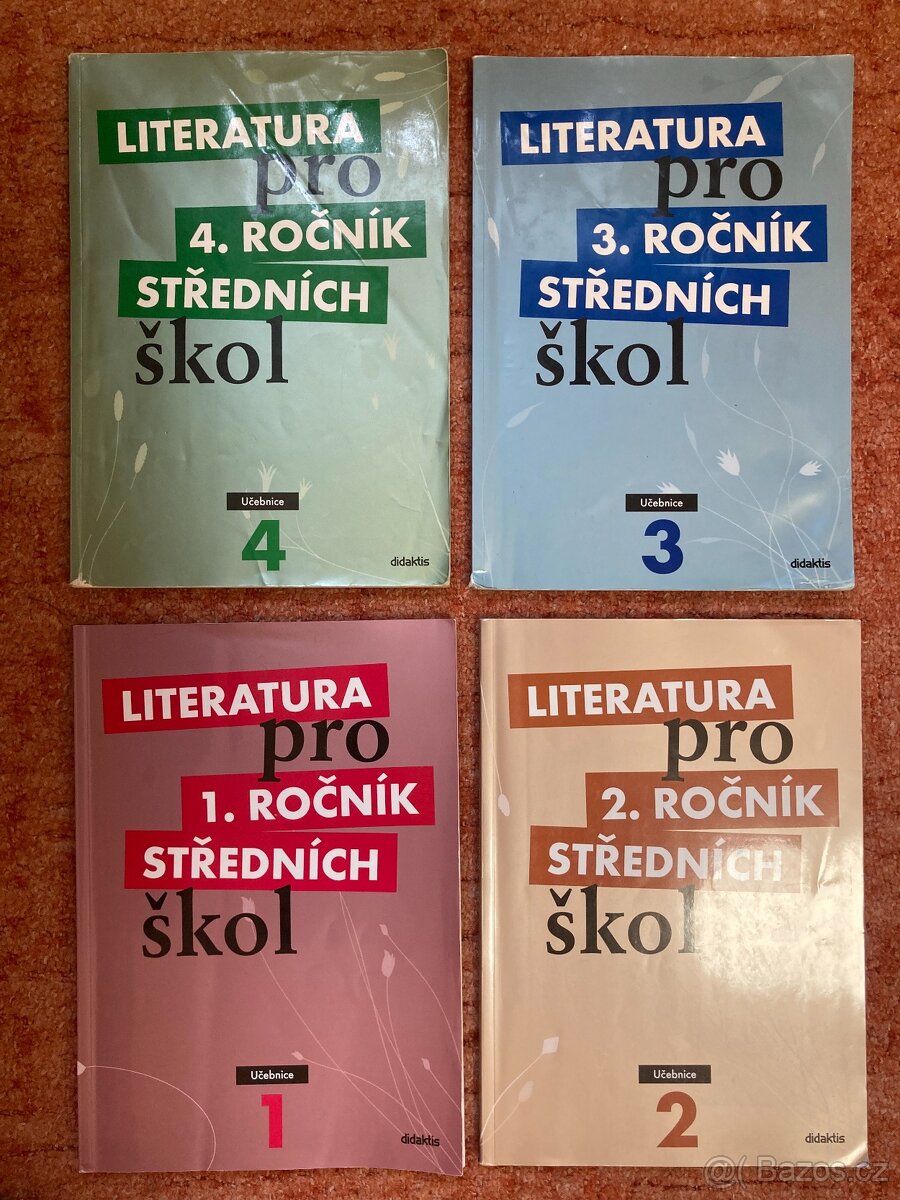 LITERATURA
pro
4. ROČNÍK
STŘEDNÍCH
škol
Učebnice
4
didaktis
LITERATURA
pro
3. ROČNÍK
STŘEDNÍCH
škol
Učebnice
3
didaktis
LITERATURA
pro
1. ROČNÍK
STŘEDNÍCH
škol
Učebnice
1
didaktis
LITERATURA
pro
2. ROČNÍK
STŘEDNÍCH
škol
Učebnice
2
didaktis
@( Bazos.cz